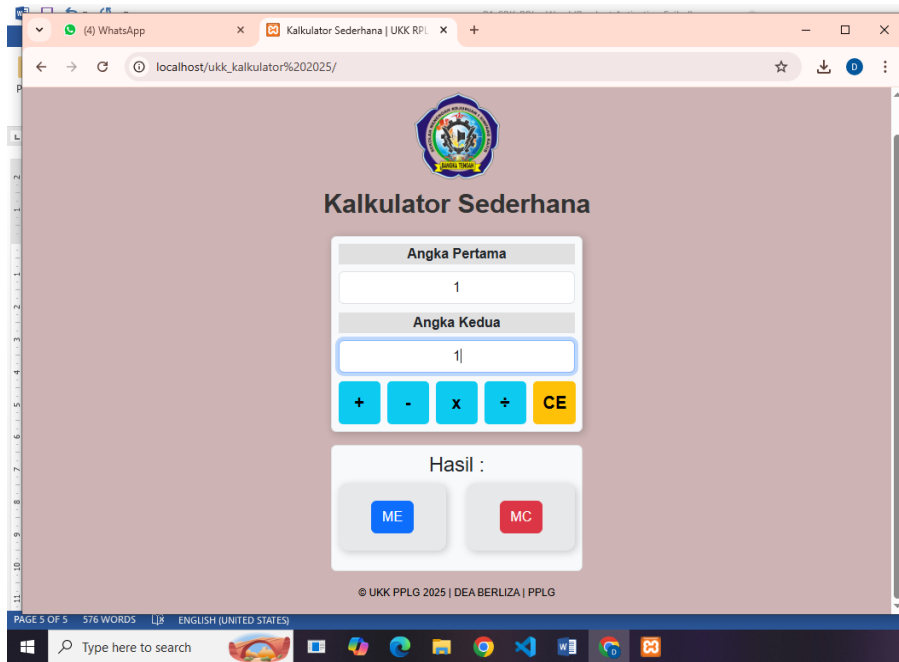 (4) WhatsApp
Kalkulator Sederhana | UKK RPL
localhost/ukk_kalkulator%202025/
D
BANGKA TENGAH
Kalkulator Sederhana
Angka Pertama
1
Angka Kedua
1
+ - x ÷ CE
Hasil :
ME MC
© UKK PPLG 2025 | DEA BERLIZA | PPLG
PAGE 5 OF 5 576 WORDS ENGLISH (UNITED STATES)
Type here to search